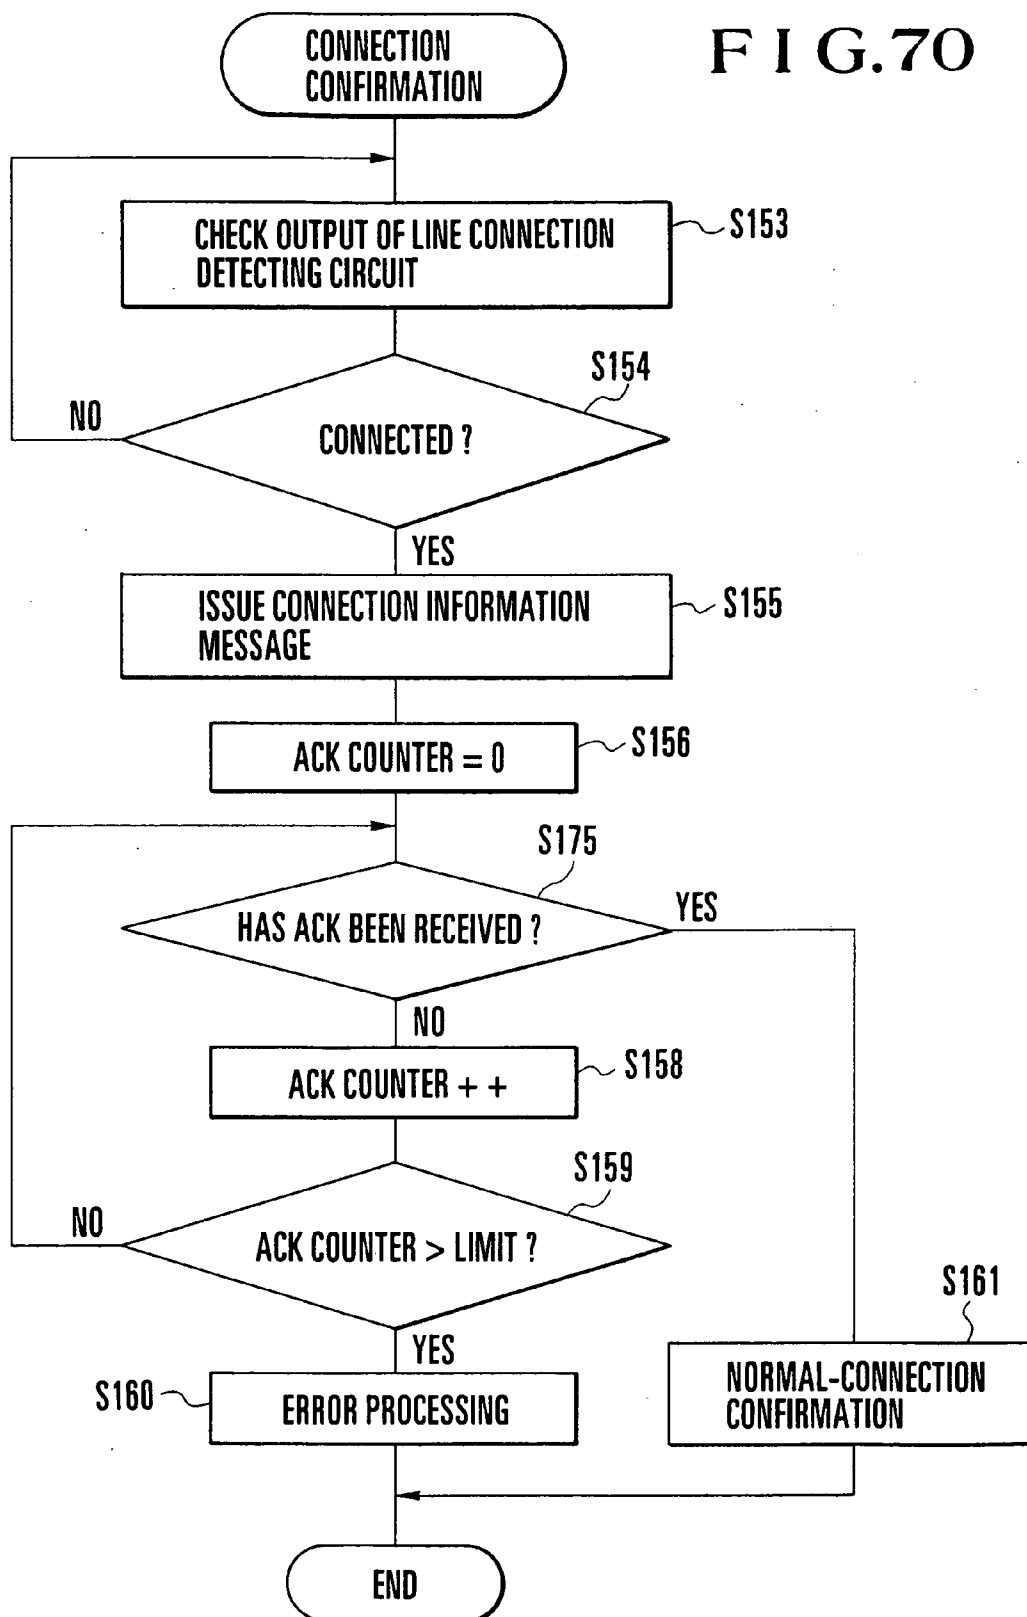 FIG.70
CONNECTION
CONFIRMATION
CHECK OUTPUT OF LINE CONNECTION
DETECTING CIRCUIT
S153
S154
NO
CONNECTED ?
YES
ISSUE CONNECTION INFORMATION
MESSAGE
S155
ACK COUNTER = 0
S156
S175
HAS ACK BEEN RECEIVED ?
YES
NO
ACK COUNTER + +
S158
S159
NO
ACK COUNTER > LIMIT ?
YES
S160
ERROR PROCESSING
S161
NORMAL-CONNECTION
CONFIRMATION
END